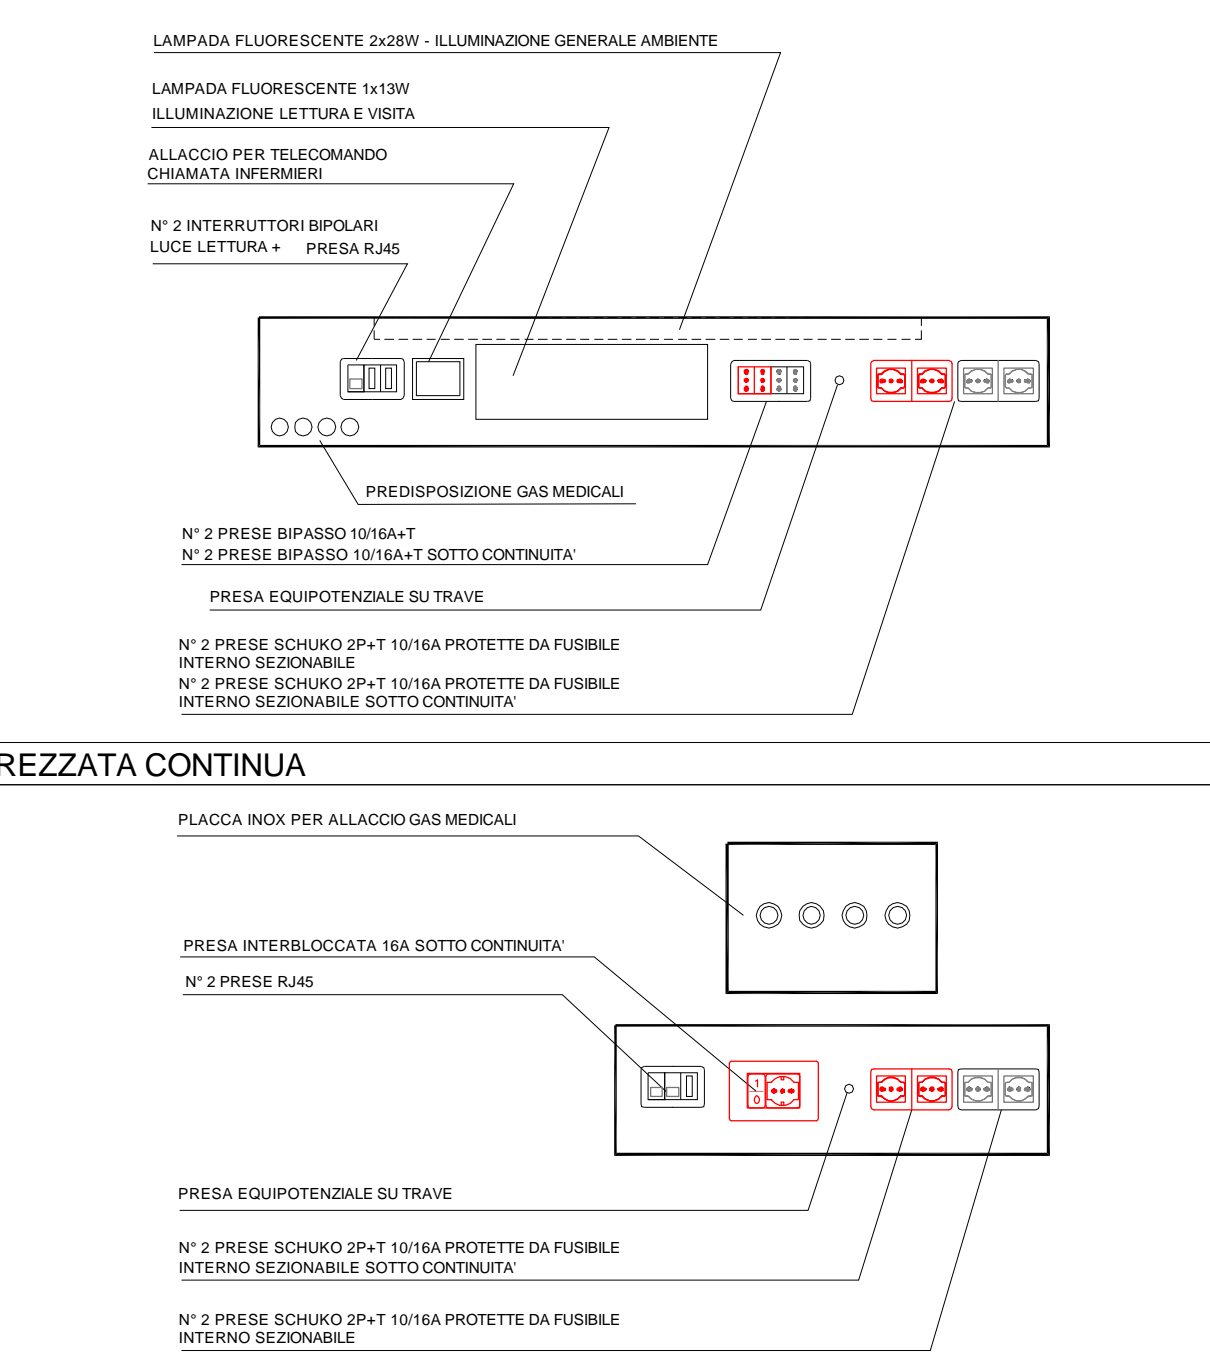 LAMPADA FLUORESCENTE 2x28W - ILLUMINAZIONE GENERALE AMBIENTE
LAMPADA FLUORESCENTE 1x13W
ILLUMINAZIONE LETTURA E VISITA
ALLACCIO PER TELECOMANDO
CHIAMATA INFERMIERI
N° 2 INTERRUTTORI BIPOLARI
LUCE LETTURA + PRESA RJ45
PREDISPOSIZIONE GAS MEDICALI
N° 2 PRESE BIPASSO 10/16A+T
N° 2 PRESE BIPASSO 10/16A+T SOTTO CONTINUITA'
PRESA EQUIPOTENZIALE SU TRAVE
N° 2 PRESE SCHUKO 2P+T 10/16A PROTETTE DA FUSIBILE
INTERNO SEZIONABILE
N° 2 PRESE SCHUKO 2P+T 10/16A PROTETTE DA FUSIBILE
INTERNO SEZIONABILE SOTTO CONTINUITA'
REZZATA CONTINUA
PLACCA INOX PER ALLACCIO GAS MEDICALI
PRESA INTERBLOCCATA 16A SOTTO CONTINUITA'
N° 2 PRESE RJ45
1
0
PRESA EQUIPOTENZIALE SU TRAVE
N° 2 PRESE SCHUKO 2P+T 10/16A PROTETTE DA FUSIBILE
INTERNO SEZIONABILE SOTTO CONTINUITA'
N° 2 PRESE SCHUKO 2P+T 10/16A PROTETTE DA FUSIBILE
INTERNO SEZIONABILE